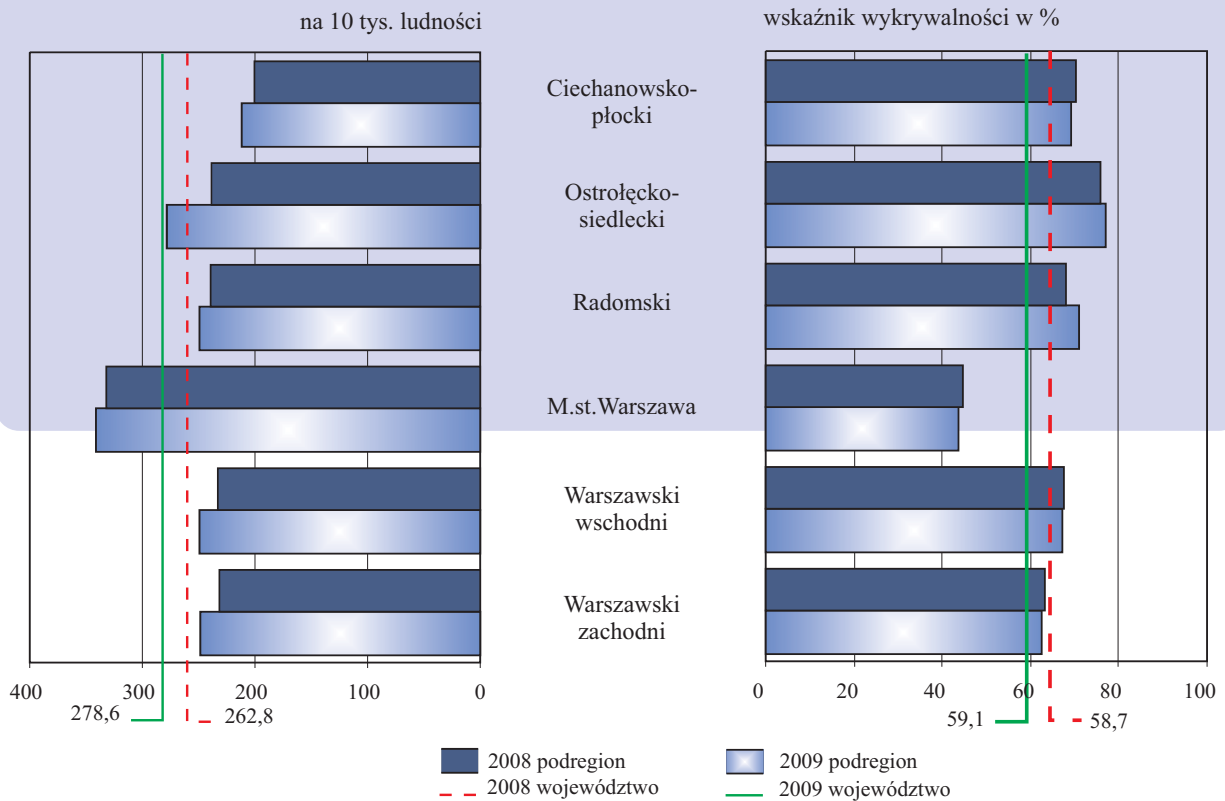 na 10 tys. ludności
wskaźnik wykrywalności w %
Ciechanowsko-
płocki
Ostrołęcko-
siedlecki
Radomski
M.st.Warszawa
Warszawski
wschodni
Warszawski
zachodni
400 300 200 100 0
0 20 40 60 80 100
278,6 262,8
59,1 58,7
2008 podregion
2009 podregion
2008 województwo
2009 województwo